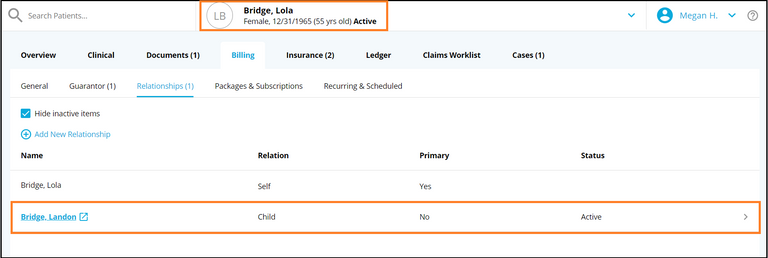 Search Patients...
LB
Bridge, Lola
Female, 12/31/1965 (55 yrs old) Active
Megan H.
Overview Clinical Documents (1) Billing Insurance (2) Ledger Claims Worklist Cases (1)
General Guarantor (1) Relationships (1) Packages & Subscriptions Recurring & Scheduled
Hide inactive items
Add New Relationship
Name Relation Primary Status
Bridge, Lola Self Yes
Bridge, Landon Child No Active